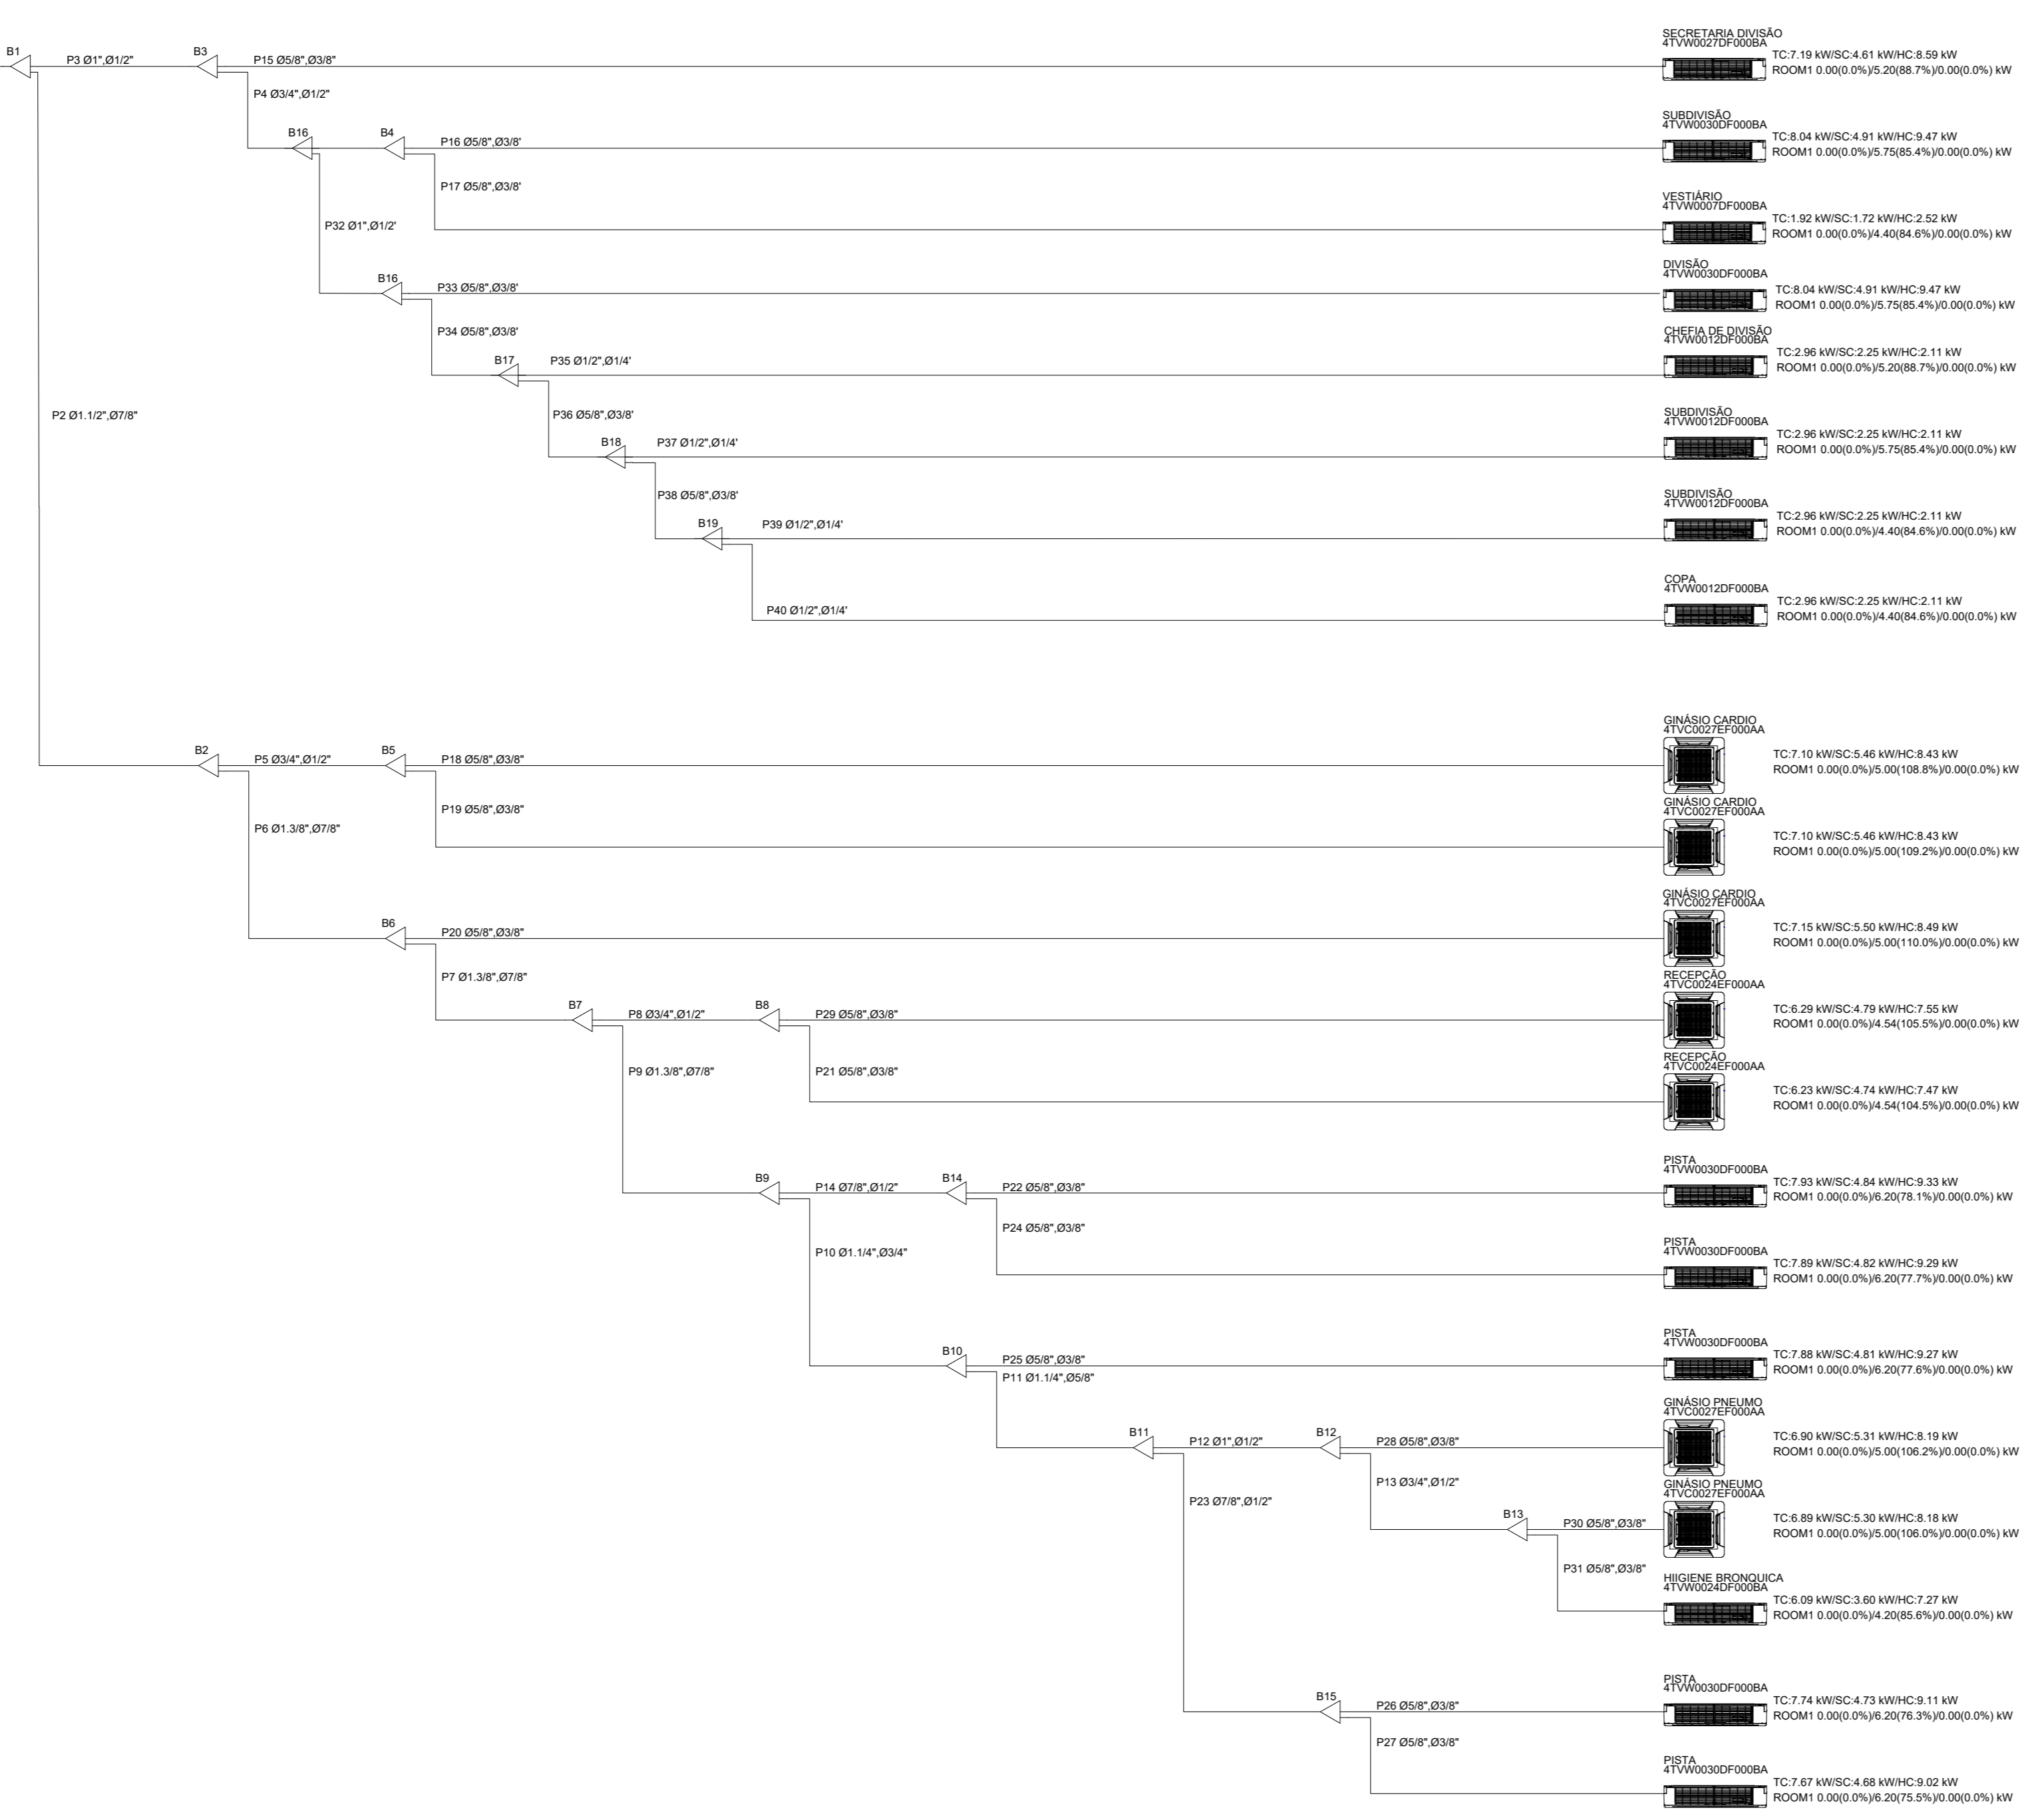 SECRETARIA DIVISÃO
4TVW0027DF000BA
B1
P3 Ø1",Ø1/2"
B3
P15 Ø5/8",Ø3/8"
TC:7.19 kW/SC:4.61 kW/HC:8.59 kW
ROOM1 0.00(0.0%)/5.20(88.7%)/0.00(0.0%) kW
P4 Ø3/4",Ø1/2"
SUBDIVISÃO
4TVW0030DF000BA
B16
B4
P16 Ø5/8",Ø3/8'
TC:8.04 kW/SC:4.91 kW/HC:9.47 kW
ROOM1 0.00(0.0%)/5.75(85.4%)/0.00(0.0%) kW
P17 Ø5/8",Ø3/8'
VESTIÁRIO
4TVW0007DF000BA
TC:1.92 kW/SC:1.72 kW/HC:2.52 kW
ROOM1 0.00(0.0%)/4.40(84.6%)/0.00(0.0%) kW
P32 Ø1",Ø1/2'
DIVISÃO
4TVW0030DF000BA
B16
P33 Ø5/8",Ø3/8'
TC:8.04 kW/SC:4.91 kW/HC:9.47 kW
ROOM1 0.00(0.0%)/5.75(85.4%)/0.00(0.0%) kW
P34 Ø5/8",Ø3/8'
CHEFIA DE DIVISÃO
4TVW0012DF000BA
B17
P35 Ø1/2",Ø1/4'
TC:2.96 kW/SC:2.25 kW/HC:2.11 kW
ROOM1 0.00(0.0%)/5.20(88.7%)/0.00(0.0%) kW
P2 Ø1.1/2",Ø7/8"
P36 Ø5/8",Ø3/8'
SUBDIVISÃO
4TVW0012DF000BA
B18
P37 Ø1/2",Ø1/4'
TC:2.96 kW/SC:2.25 kW/HC:2.11 kW
ROOM1 0.00(0.0%)/5.75(85.4%)/0.00(0.0%) kW
P38 Ø5/8",Ø3/8'
SUBDIVISÃO
4TVW0012DF000BA
B19
P39 Ø1/2",Ø1/4'
TC:2.96 kW/SC:2.25 kW/HC:2.11 kW
ROOM1 0.00(0.0%)/4.40(84.6%)/0.00(0.0%) kW
COPA
4TVW0012DF000BA
P40 Ø1/2",Ø1/4'
TC:2.96 kW/SC:2.25 kW/HC:2.11 kW
ROOM1 0.00(0.0%)/4.40(84.6%)/0.00(0.0%) kW
GINÁSIO CARDIO
4TVC0027EF000AA
B2
P5 Ø3/4",Ø1/2"
B5
P18 Ø5/8",Ø3/8"
TC:7.10 kW/SC:5.46 kW/HC:8.43 kW
ROOM1 0.00(0.0%)/5.00(108.8%)/0.00(0.0%) kW
P19 Ø5/8",Ø3/8"
GINÁSIO CARDIO
4TVC0027EF000AA
P6 Ø1.3/8",Ø7/8"
TC:7.10 kW/SC:5.46 kW/HC:8.43 kW
ROOM1 0.00(0.0%)/5.00(109.2%)/0.00(0.0%) kW
GINÁSIO CARDIO
4TVC0027EF000AA
B6
P20 Ø5/8",Ø3/8"
TC:7.15 kW/SC:5.50 kW/HC:8.49 kW
ROOM1 0.00(0.0%)/5.00(110.0%)/0.00(0.0%) kW
P7 Ø1.3/8",Ø7/8"
RECEPÇÃO
4TVC0024EF000AA
B7
P8 Ø3/4",Ø1/2"
B8
P29 Ø5/8",Ø3/8"
TC:6.29 kW/SC:4.79 kW/HC:7.55 kW
ROOM1 0.00(0.0%)/4.54(105.5%)/0.00(0.0%) kW
P9 Ø1.3/8",Ø7/8"
P21 Ø5/8",Ø3/8"
RECEPÇÃO
4TVC0024EF000AA
TC:6.23 kW/SC:4.74 kW/HC:7.47 kW
ROOM1 0.00(0.0%)/4.54(104.5%)/0.00(0.0%) kW
PISTA
4TVW0030DF000BA
B9
P14 Ø7/8",Ø1/2"
B14
P22 Ø5/8",Ø3/8"
TC:7.93 kW/SC:4.84 kW/HC:9.33 kW
ROOM1 0.00(0.0%)/6.20(78.1%)/0.00(0.0%) kW
P24 Ø5/8",Ø3/8"
P10 Ø1.1/4",Ø3/4"
PISTA
4TVW0030DF000BA
TC:7.89 kW/SC:4.82 kW/HC:9.29 kW
ROOM1 0.00(0.0%)/6.20(77.7%)/0.00(0.0%) kW
PISTA
4TVW0030DF000BA
B10
P25 Ø5/8",Ø3/8"
TC:7.88 kW/SC:4.81 kW/HC:9.27 kW
ROOM1 0.00(0.0%)/6.20(77.6%)/0.00(0.0%) kW
P11 Ø1.1/4",Ø5/8"
GINÁSIO PNEUMO
4TVC0027EF000AA
B11
P12 Ø1",Ø1/2"
B12
P28 Ø5/8",Ø3/8"
TC:6.90 kW/SC:5.31 kW/HC:8.19 kW
ROOM1 0.00(0.0%)/5.00(106.2%)/0.00(0.0%) kW
P13 Ø3/4",Ø1/2"
P23 Ø7/8",Ø1/2"
GINÁSIO PNEUMO
4TVC0027EF000AA
B13
P30 Ø5/8",Ø3/8"
TC:6.89 kW/SC:5.30 kW/HC:8.18 kW
ROOM1 0.00(0.0%)/5.00(106.0%)/0.00(0.0%) kW
P31 Ø5/8",Ø3/8"
HIIGIENE BRONQUICA
4TVW0024DF000BA
TC:6.09 kW/SC:3.60 kW/HC:7.27 kW
ROOM1 0.00(0.0%)/4.20(85.6%)/0.00(0.0%) kW
PISTA
4TVW0030DF000BA
B15
P26 Ø5/8",Ø3/8"
TC:7.74 kW/SC:4.73 kW/HC:9.11 kW
ROOM1 0.00(0.0%)/6.20(76.3%)/0.00(0.0%) kW
P27 Ø5/8",Ø3/8"
PISTA
4TVW0030DF000BA
TC:7.67 kW/SC:4.68 kW/HC:9.02 kW
ROOM1 0.00(0.0%)/6.20(75.5%)/0.00(0.0%) kW